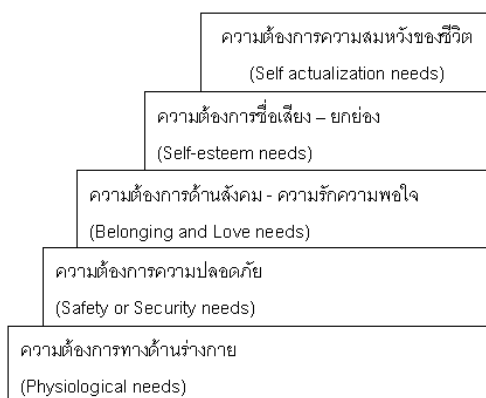 ความต้องการความสมหวังของชีวิต
(Self actualization needs)
ความต้องการชื่อเสียง – ยกย่อง
(Self-esteem needs)
ความต้องการด้านสังคม - ความรักความพอใจ
(Belonging and Love needs)
ความต้องการความปลอดภัย
(Safety or Security needs)
ความต้องการทางด้านร่างกาย
(Physiological needs)